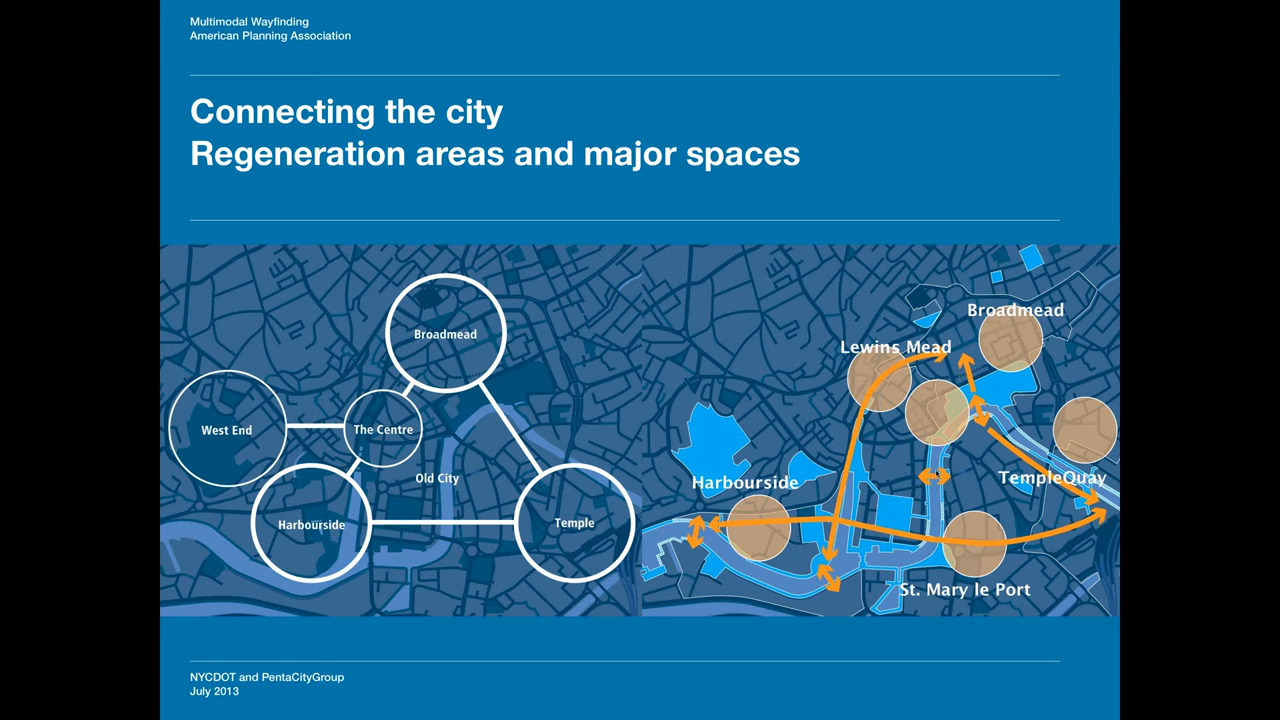 Multimodal Wayfinding
American Planning Association
Connecting the city
Regeneration areas and major spaces
Broadmead
West End
The Centre
Old City
Harbourside
Temple
Broadmead
Lewins Mead
Harbourside
TempleQuay
St. Mary le Port
NYCDOT and PentaCityGroup
July 2013